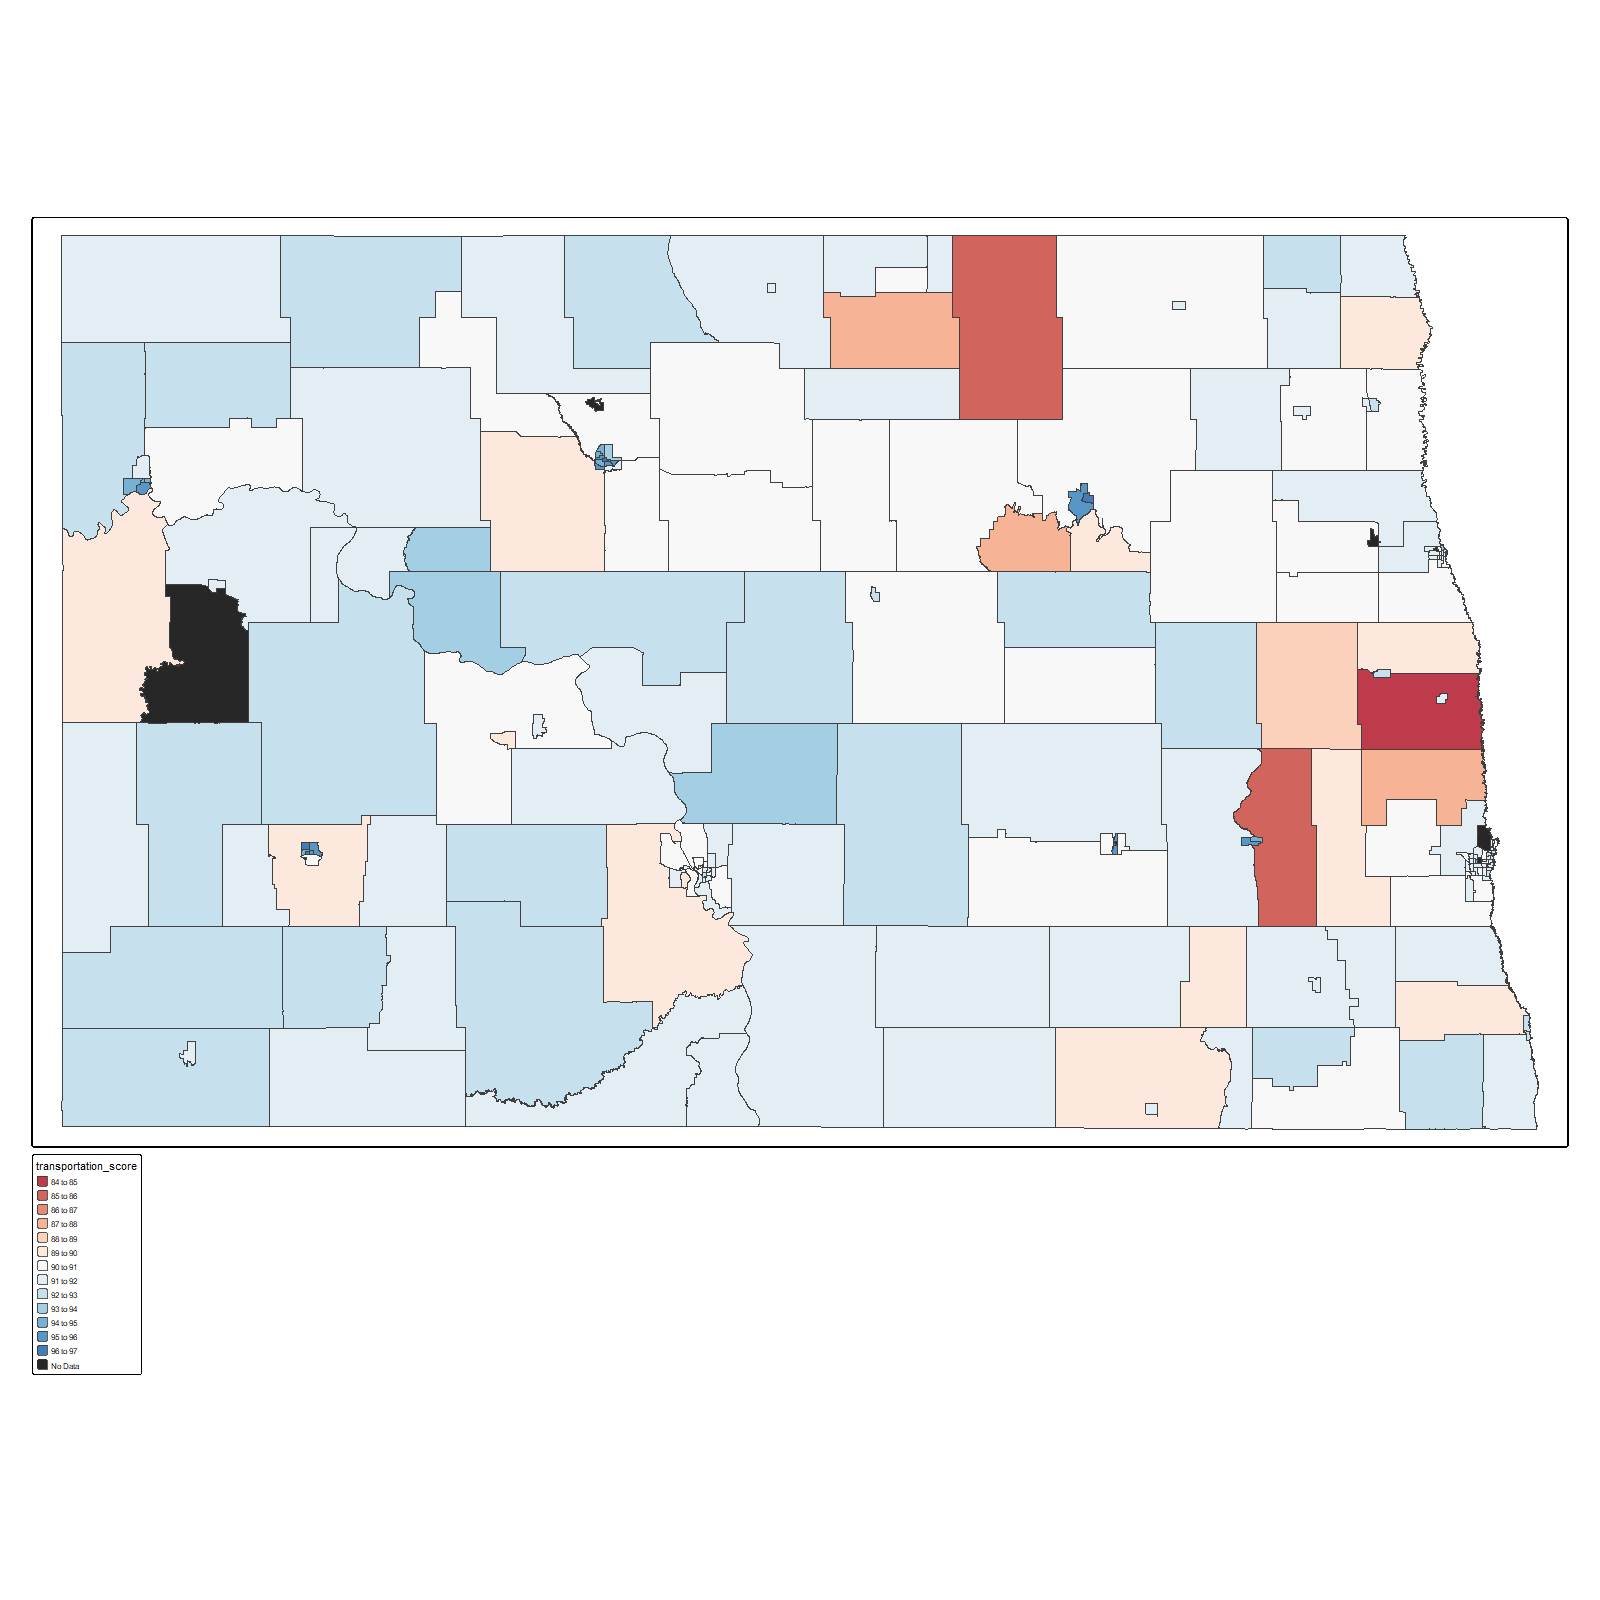 transportation_score
84 to 85
85 to 86
86 to 87
87 to 88
88 to 89
89 to 90
90 to 91
91 to 92
92 to 93
93 to 94
94 to 95
95 to 96
96 to 97
No Data